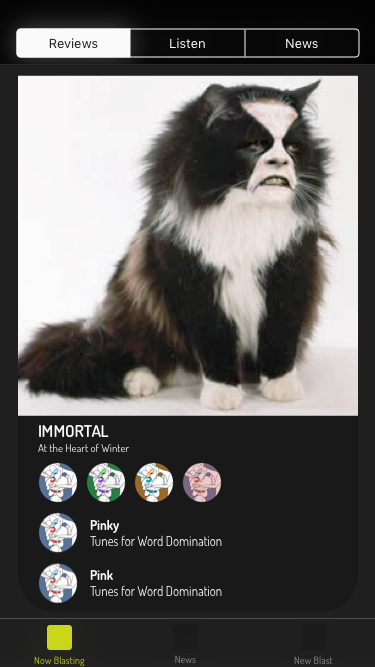 Reviews
Listen
News
IMMORTAL
At the Heart of Winter
Pinky
Tunes for Word Domination
Pink
Tunes for Word Domination
Now Blasting
News
New Blast